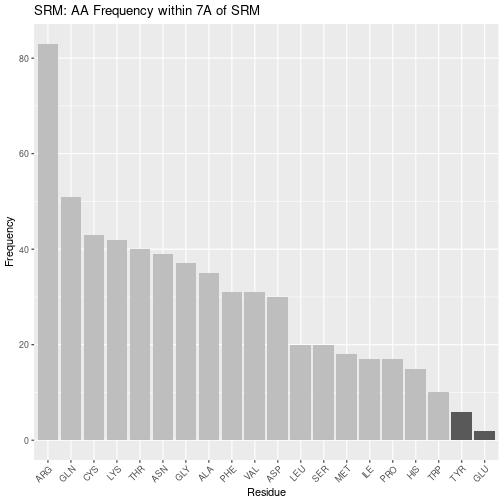 SRM: AA Frequency within 7A of SRM
80
60
40
20
0
Frequency
ARG GLN CYS LYS THR ASN GLY ALA PHE VAL ASP LEU SER MET ILE PRO HIS TRP TYR GLU
Residue